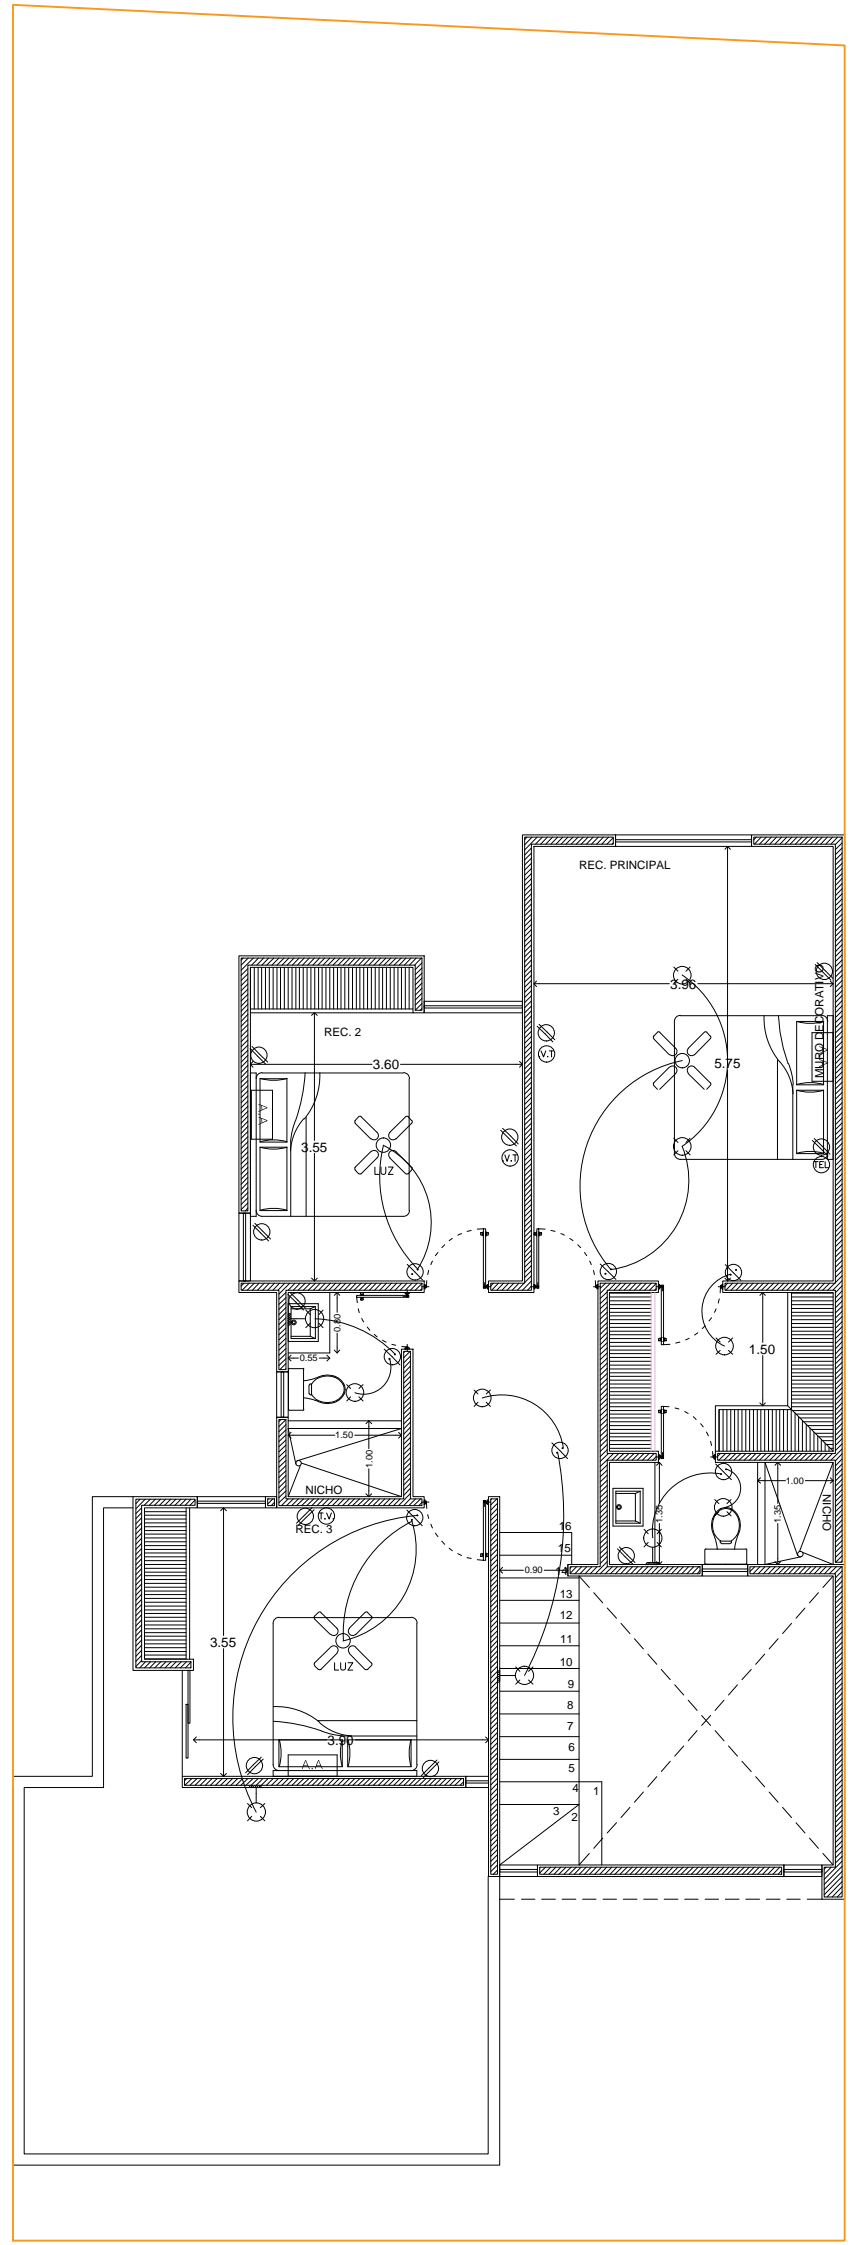 REC. PRINCIPAL
3.96
MURO DECORATIVO
REC. 2
V.T
3.60
5.75
A.A
3.55
LUZ
V.T
TEL
0.80
0.55
1.50
1.50
1.00
1.00
NICHO
1.35
1.35
NICHO
T.V
REC. 3
16
15
0.90
14
13
12
11
10
9
8
7
6
5
4
3
2
1
3.55
LUZ
3.90
A.A